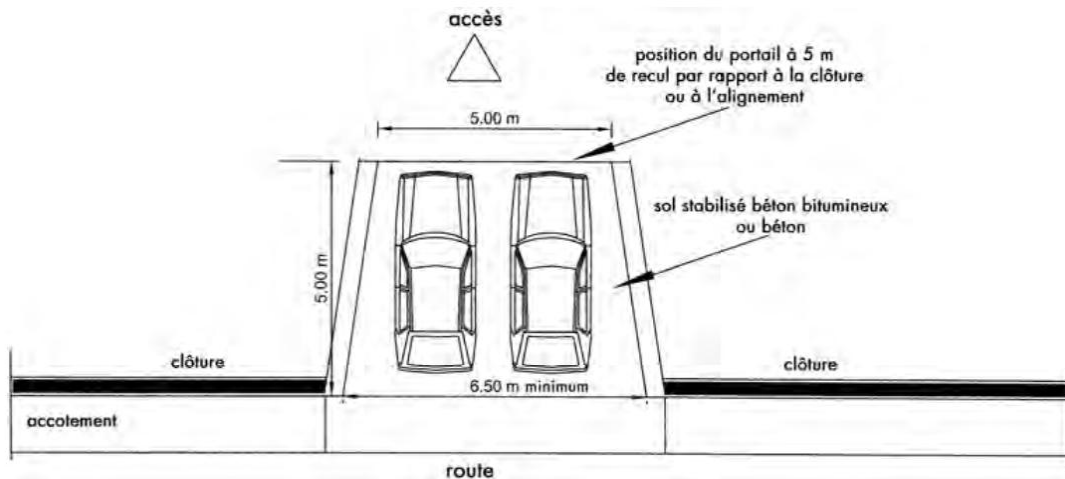 accès
position du portail à 5 m
de recul par rapport à la clôture
ou à l'alignement
5.00 m
sol stabilisé béton bitumineux
ou béton
5.00 m
clôture
6.50 m minimum
clôture
accotement
route